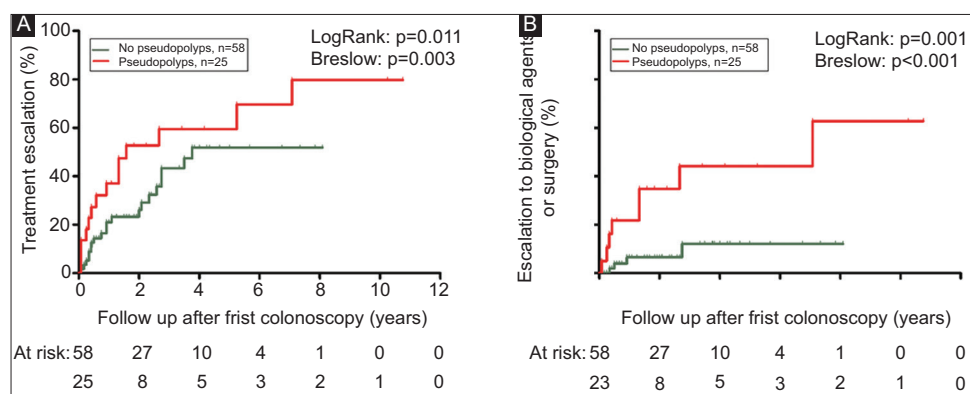 A
Treatment escalation (%)
100
80
60
40
20
0
No pseudopolyps, n=58
Pseudopolyps, n=25
LogRank: p=0.011
Breslow: p=0.003
0 2 4 6 8 10 12
Follow up after frist colonoscopy (years)
At risk: 58 27 10 4 1 0 0
25 8 5 3 2 1 0
B
Escalation to biological agents
or surgery (%)
No pseudopolyps, n=58
Pseudopolyps, n=25
LogRank: p=0.001
Breslow: p<0.001
Follow up after frist colonoscopy (years)
At risk: 58 27 10 4 1 0 0
23 8 5 3 2 1 0